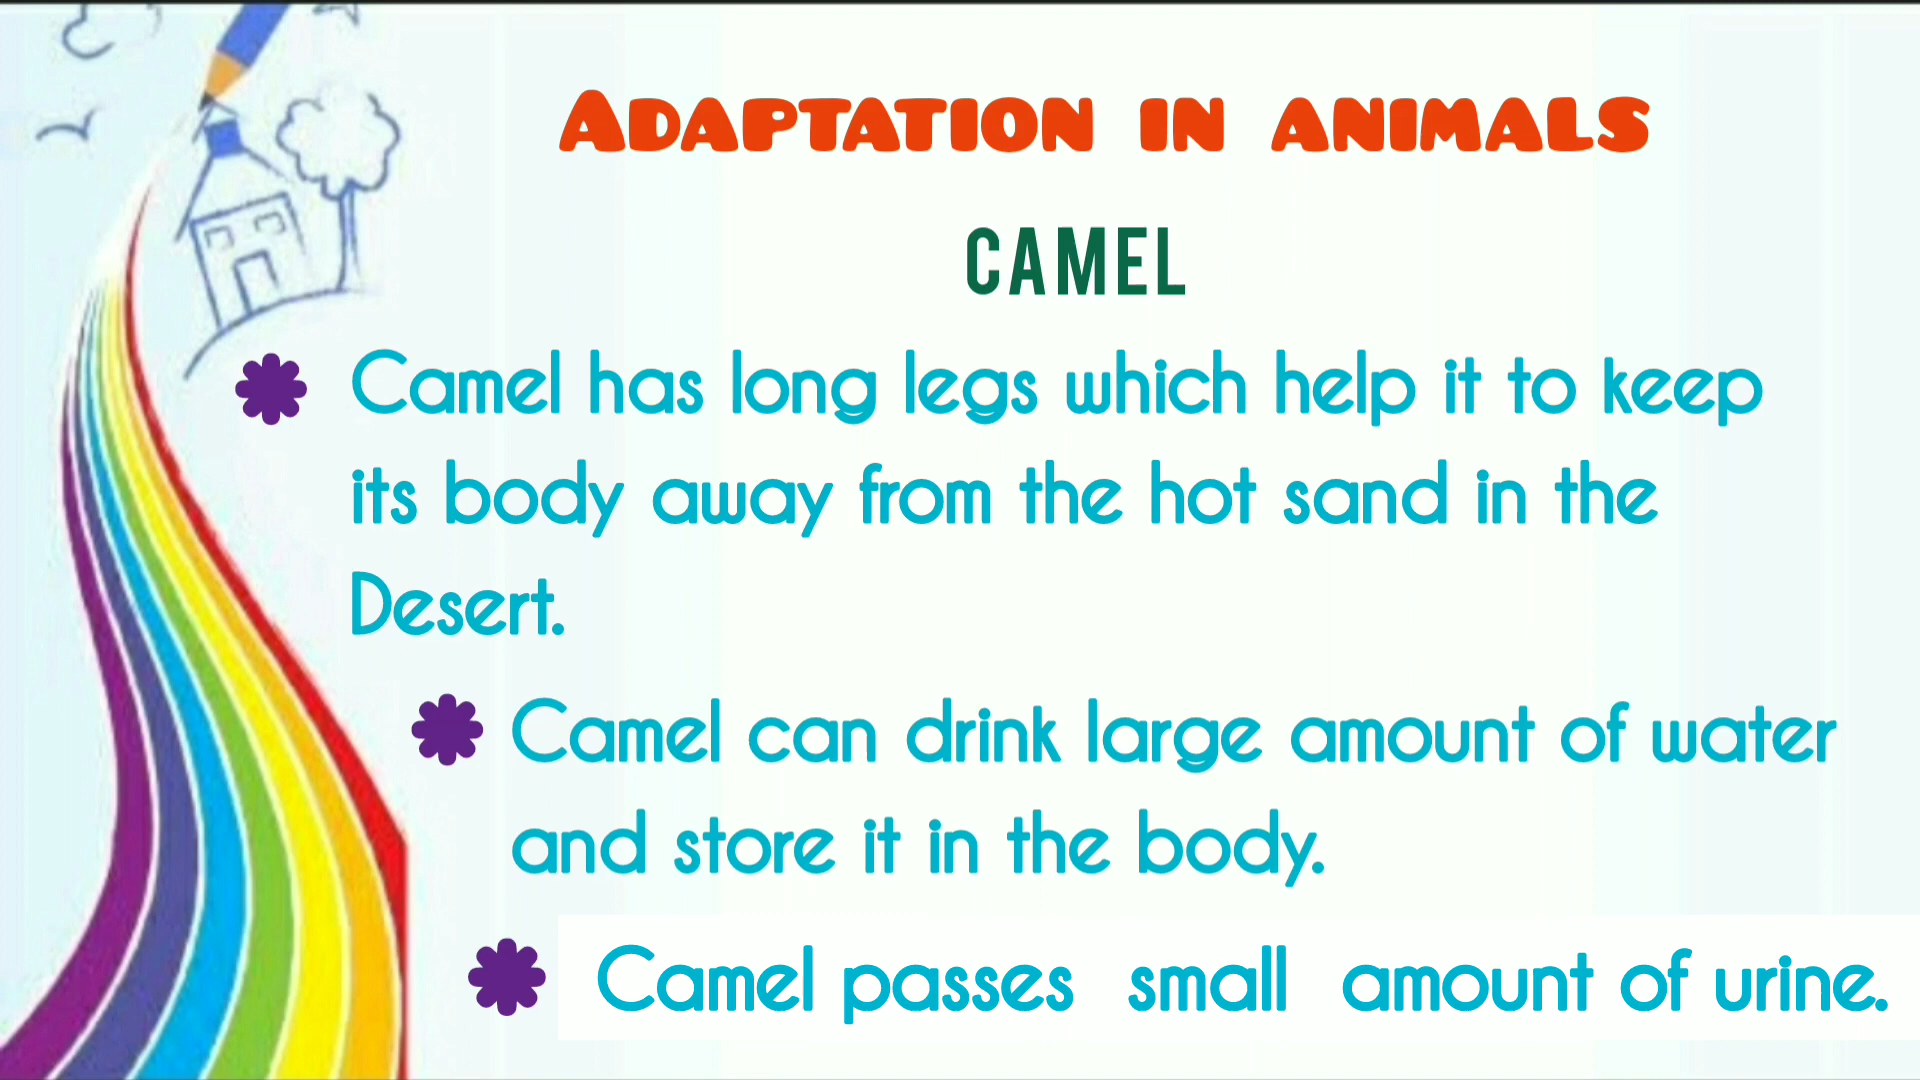 Adaptation in animals
CAMEL
Camel has long legs which help it to keep
its body away from the hot sand in the
Desert.
Camel can drink large amount of water
and store it in the body.
Camel passes small amount of urine.